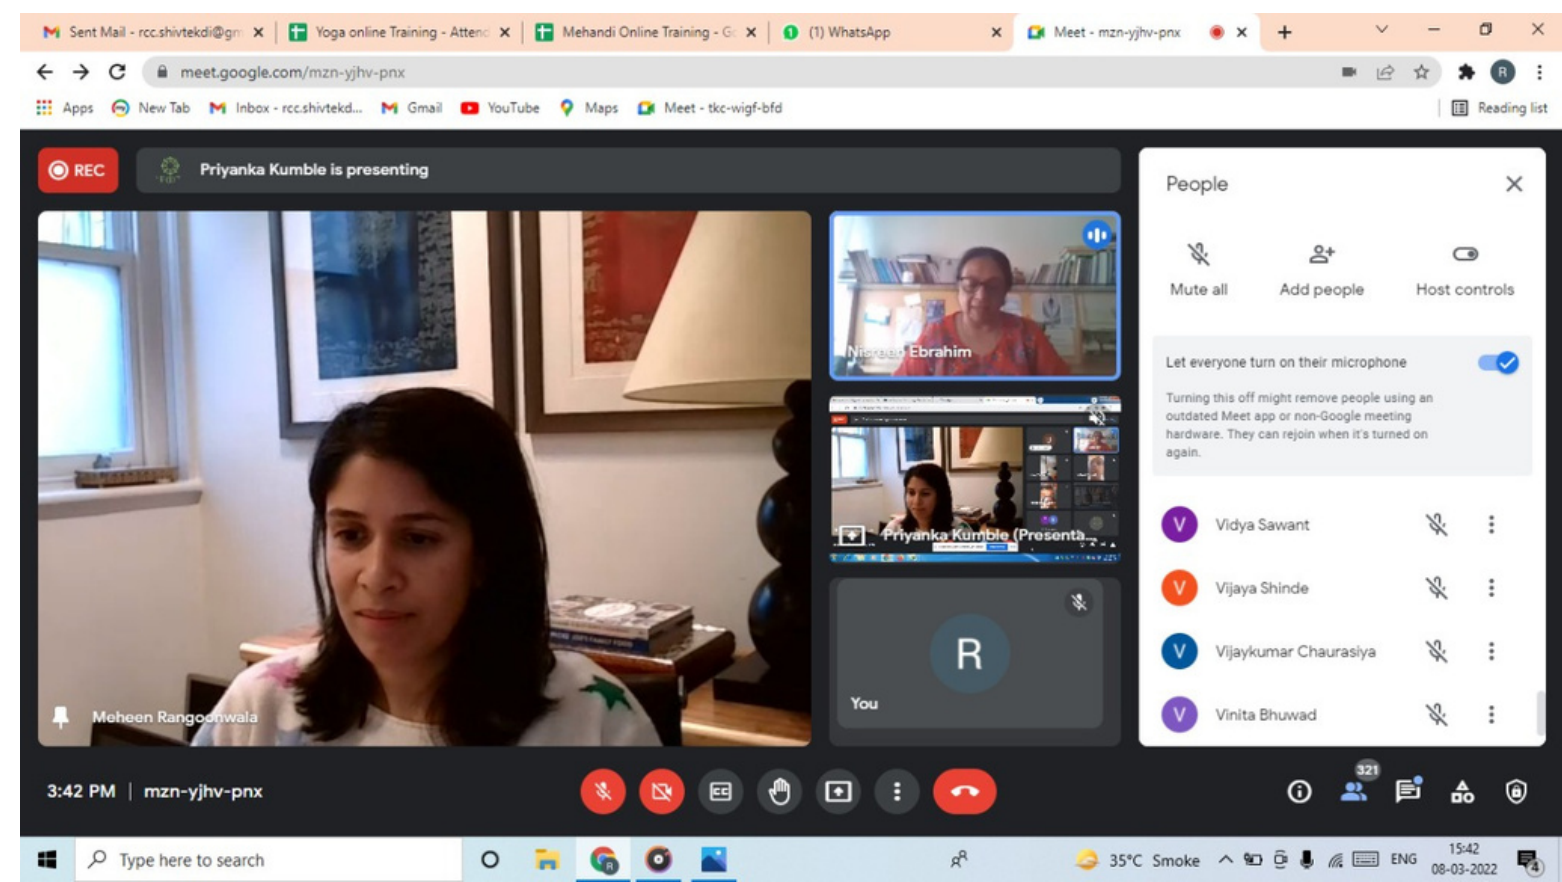 Sent Mail - rcc.shivtekdi@gm
Yoga online Training - Attend
Mehandi Online Training - Go
(1) WhatsApp
Meet - mzn-yjhv-pnx
meet.google.com/mzn-yjhv-pnx
R
Apps
New Tab
Inbox - rcc.shivtekd...
Gmail
YouTube
Maps
Meet - tkc-wigf-bfd
Reading list
REC
Priyanka Kumble is presenting
People
Mute all
Add people
Host controls
Nisreen Ebrahim
Let everyone turn on their microphone
Turning this off might remove people using an
outdated Meet app or non-Google meeting
hardware. They can rejoin when it's turned on
again.
Priyanka Kumble (Presenta...
V Vidya Sawant
V Vijaya Shinde
V Vijaykumar Chaurasiya
V Vinita Bhuwad
R
You
Meheen Rangoonwala
3:42 PM | mzn-yjhv-pnx
321
Type here to search
35°C Smoke
ENG
15:42
08-03-2022
4